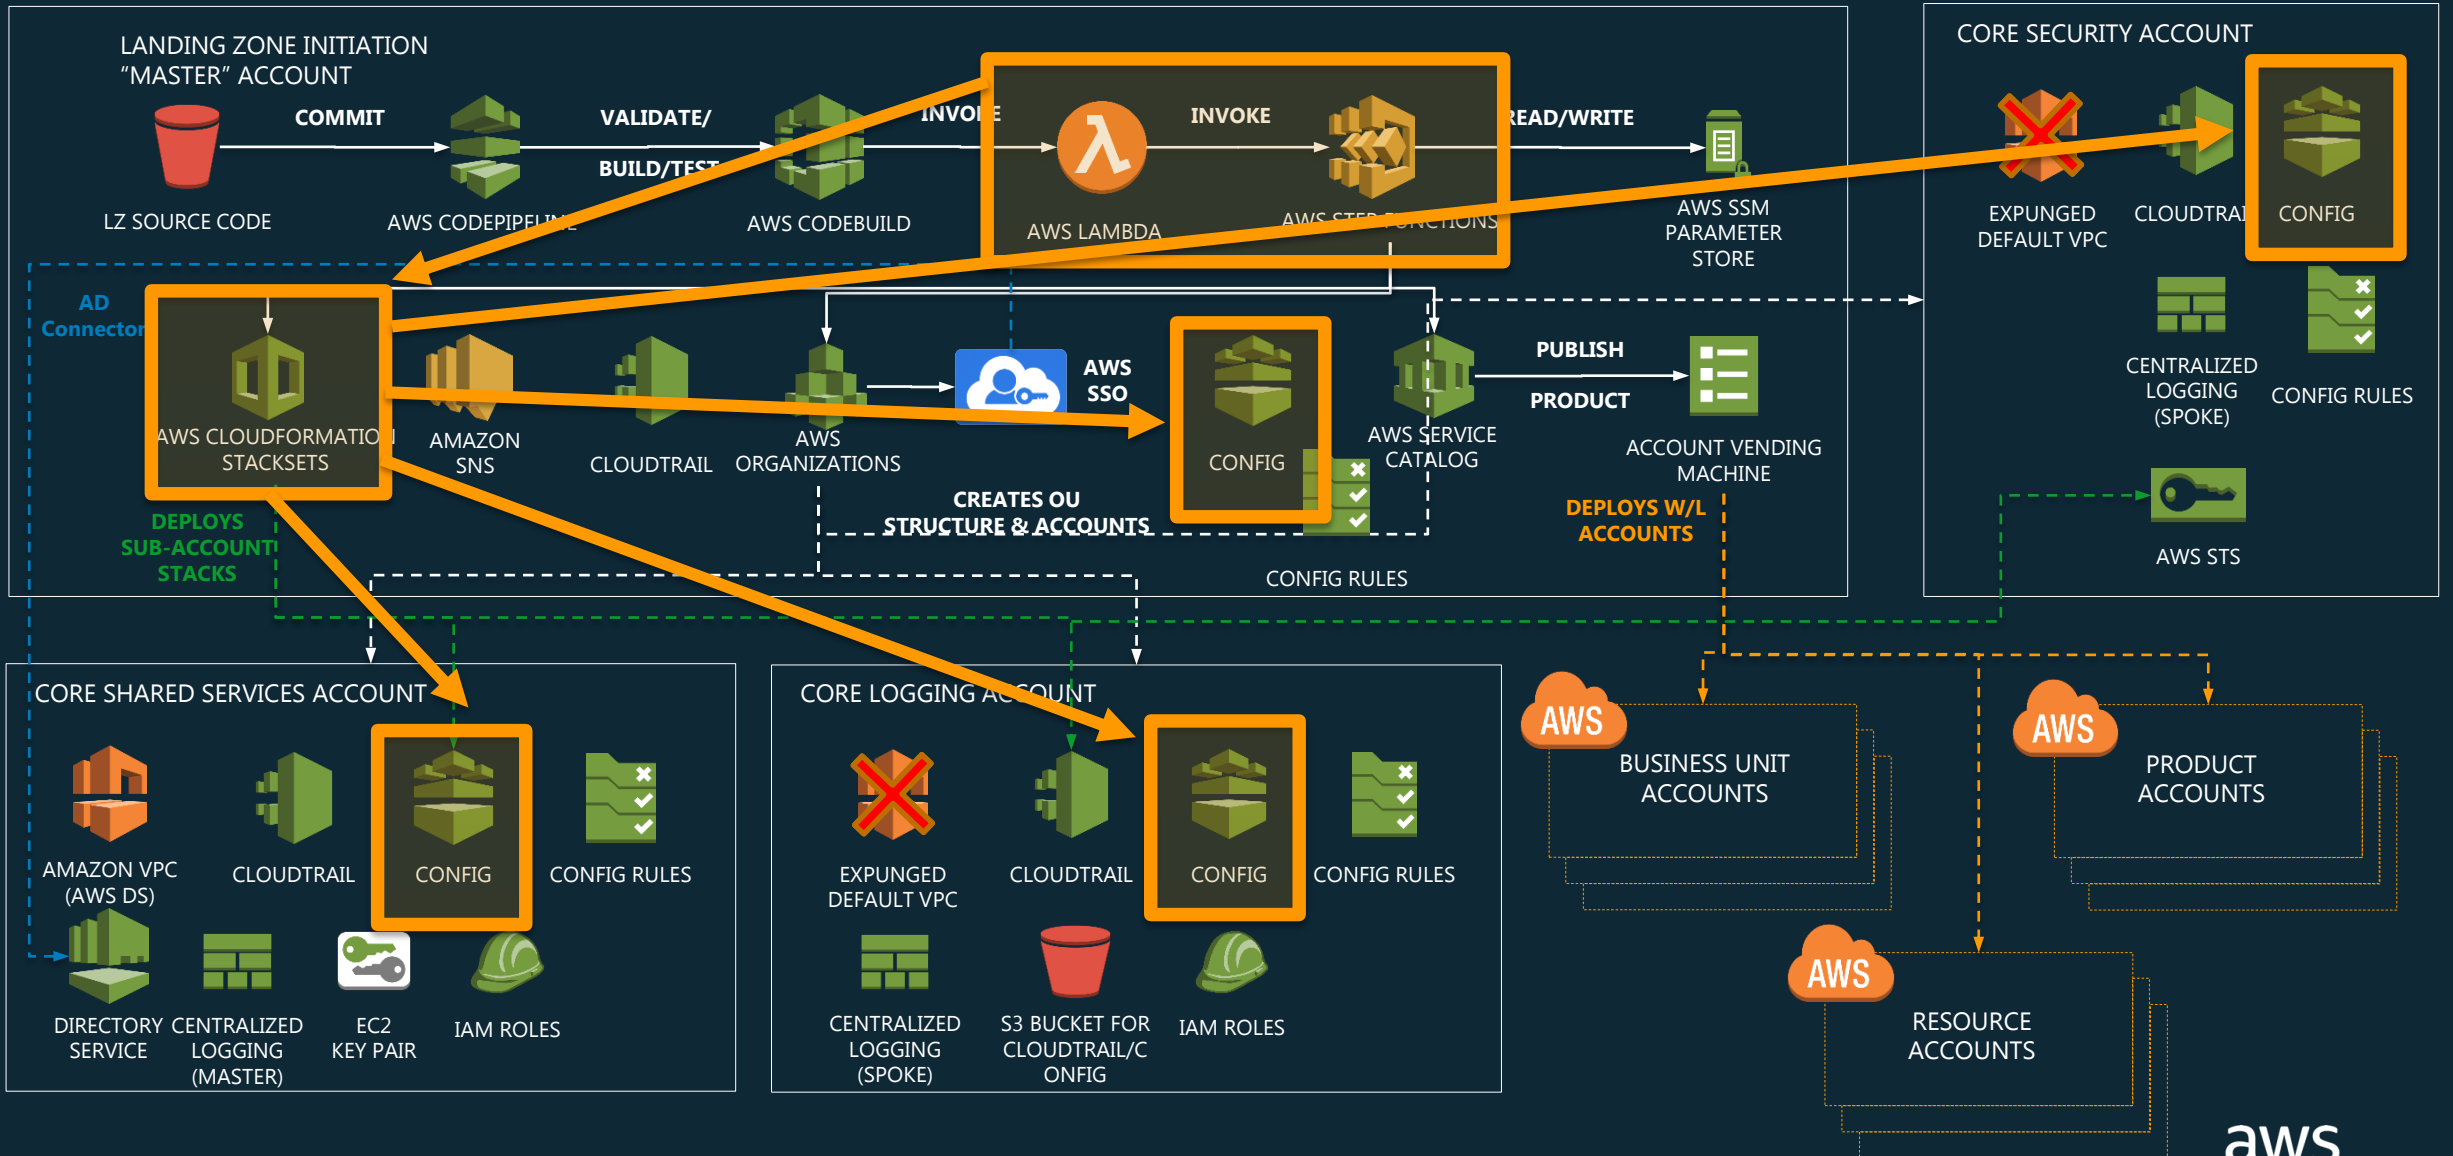 LANDING ZONE INITIATION
“MASTER” ACCOUNT
COMMIT
VALIDATE/
BUILD/TEST
INVOKE
INVOKE
READ/WRITE
LZ SOURCE CODE
AWS CODEPIPELINE
AWS CODEBUILD
AWS LAMBDA
AWS STEP FUNCTIONS
AWS SSM
PARAMETER
STORE
AD
Connector
AWS CLOUDFORMATION
STACKSETS
AMAZON
SNS
CLOUDTRAIL
AWS
ORGANIZATIONS
AWS
SSO
CONFIG
AWS SERVICE
CATALOG
PUBLISH
PRODUCT
ACCOUNT VENDING
MACHINE
CREATES OU
STRUCTURE & ACCOUNTS
DEPLOYS
SUB-ACCOUNT
STACKS
CONFIG RULES
DEPLOYS W/L
ACCOUNTS
CORE SECURITY ACCOUNT
EXPUNGED
DEFAULT VPC
CLOUDTRAI
CONFIG
CENTRALIZED
LOGGING
(SPOKE)
CONFIG RULES
AWS STS
CORE SHARED SERVICES ACCOUNT
AMAZON VPC
(AWS DS)
CLOUDTRAIL
CONFIG
CONFIG RULES
DIRECTORY
SERVICE
CENTRALIZED
LOGGING
(MASTER)
EC2
KEY PAIR
IAM ROLES
CORE LOGGING ACCOUNT
EXPUNGED
DEFAULT VPC
CLOUDTRAIL
CONFIG
CONFIG RULES
CENTRALIZED
LOGGING
(SPOKE)
S3 BUCKET FOR
CLOUDTRAIL/C
ONFIG
IAM ROLES
AWS
BUSINESS UNIT
ACCOUNTS
AWS
PRODUCT
ACCOUNTS
AWS
RESOURCE
ACCOUNTS
aws